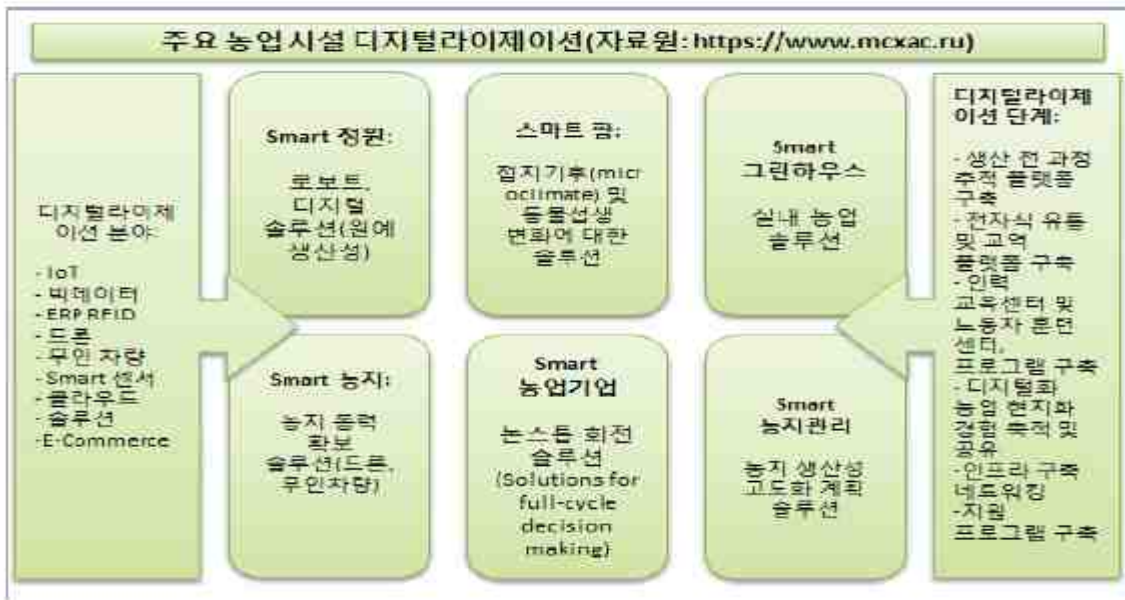 주요 농업 시설 디지털라이제이션(자료원: https://www.mcxac.ru)
디지털라이제
이션 분야:
- IoT
- 빅데이터
- ERP RFID
- 드론
- 무인 차량
- Smart 센서
- 클라우드
- 솔루션
-E-Commerce
Smart 정원:
로보트,
디지털
솔루션(원예
생산성)
스마트 팜:
접지기후(micr
oclimate) 및
동물선생
변화에 대한
솔루션
Smart
그린하우스
실내 농업
솔루션
Smart 농지:
농지 동력
확보
솔루션(드론,
무인차량)
Smart
농업기업
논스톱 회전
솔루션
(Solutions for
full-cycle
decision
making)
Smart
농지관리
농지 생산성
고도화 계획
솔루션
디지털라이제
이션 단계:
- 생산 전 과정
추적 플랫폼
구축
- 전자식 유통
및 교역
플랫폼 구축
- 인력
교육센터 및
노동자 훈련
센터,
프로그램 구축
- 디지털화
농업 현지화
경험 축적 및
공유
-인프라 구축
네트워킹
-지원
프로그램 구축